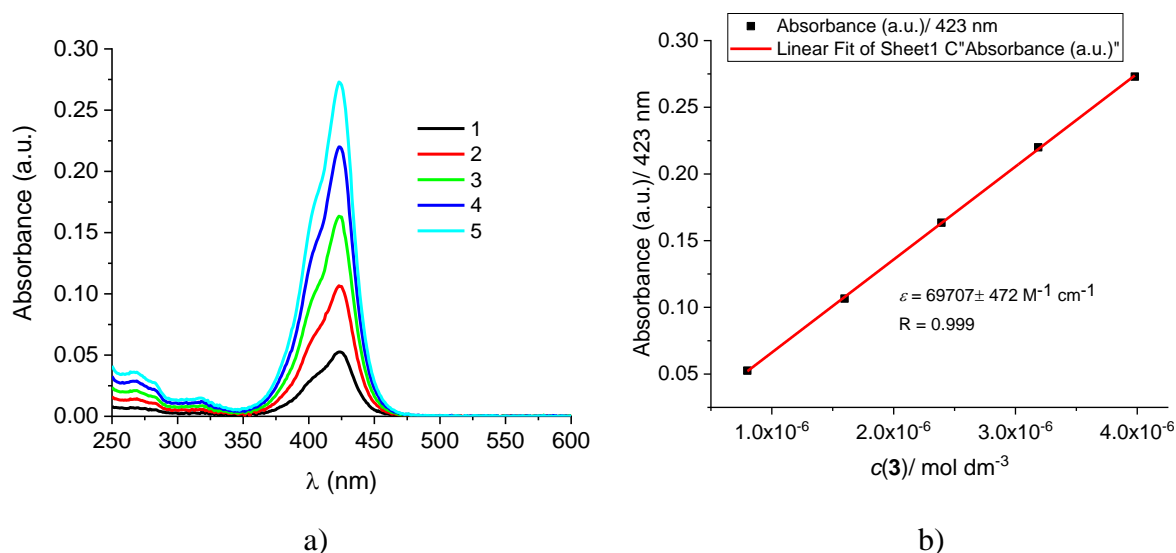 0.30
0.25
0.20
0.15
0.10
0.05
0.00
Absorbance (a.u.)
1
2
3
4
5
250 300 350 400 450 500 550 600
λ (nm)
a)
Absorbance (a.u.)/ 423 nm
Linear Fit of Sheet1 C"Absorbance (a.u.)"
0.30
0.25
0.20
0.15
0.10
0.05
Absorbance (a.u.)/ 423 nm
ε = 69707± 472 M⁻¹ cm⁻¹
R = 0.999
1.0x10⁻⁶ 2.0x10⁻⁶ 3.0x10⁻⁶ 4.0x10⁻⁶
c(3)/ mol dm⁻³
b)